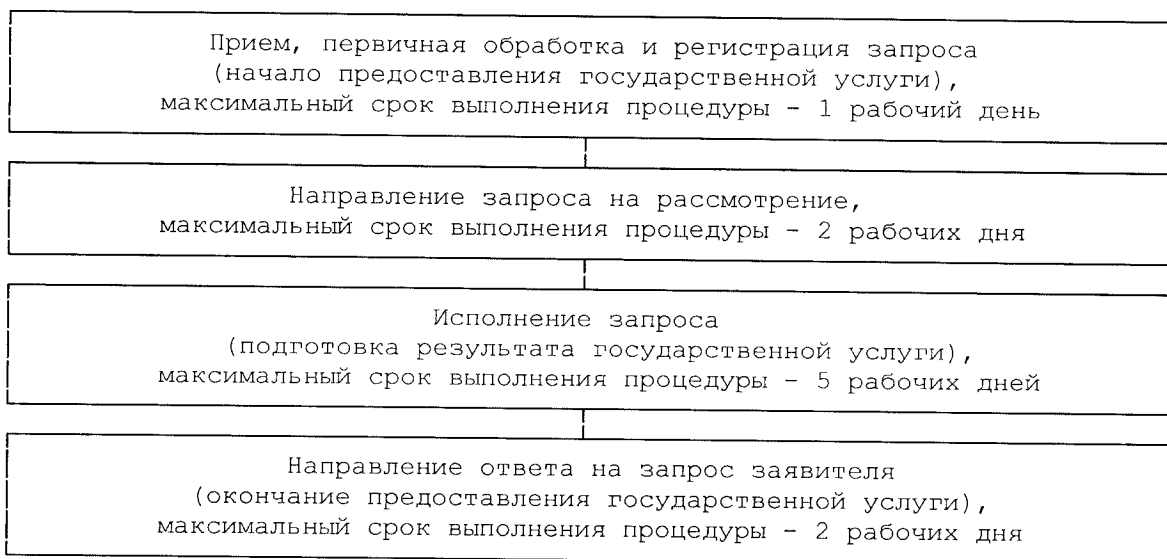 Прием, первичная обработка и регистрация запроса
(начало предоставления государственной услуги),
максимальный срок выполнения процедуры - 1 рабочий день
Направление запроса на рассмотрение,
максимальный срок выполнения процедуры - 2 рабочих дня
Исполнение запроса
(подготовка результата государственной услуги),
максимальный срок выполнения процедуры - 5 рабочих дней
Направление ответа на запрос заявителя
(окончание предоставления государственной услуги),
максимальный срок выполнения процедуры - 2 рабочих дня